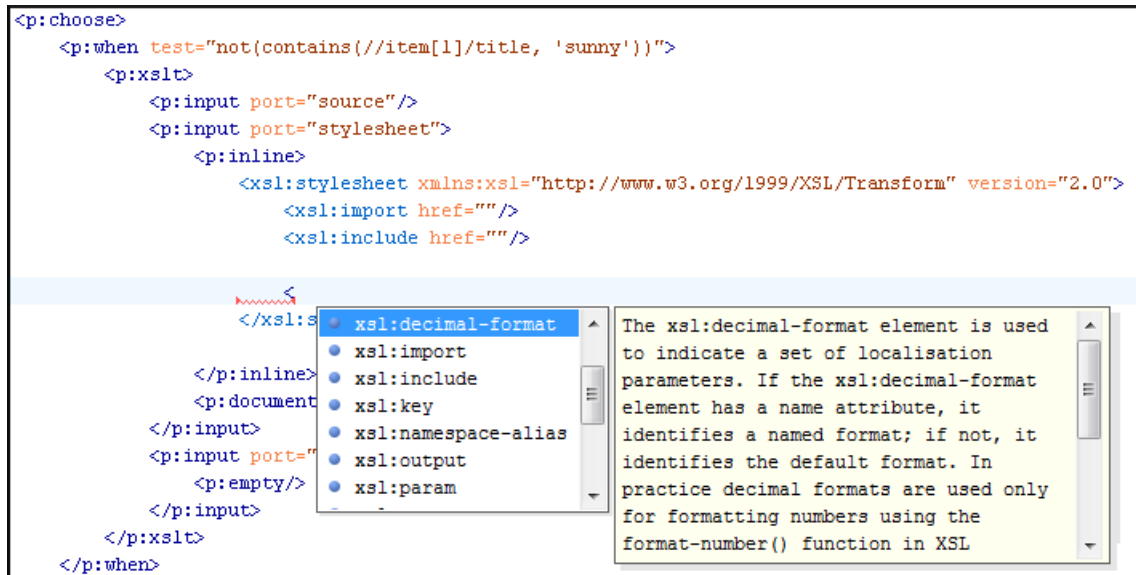 <p:choose>
<p:when test="not(contains(//item[1]/title, 'sunny'))">
<p:xslt>
<p:input port="source"/>
<p:input port="stylesheet">
<p:inline>
<xsl:stylesheet xmlns:xsl="http://www.w3.org/1999/XSL/Transform" version="2.0">
<xsl:import href=""/>
<xsl:include href=""/>
<
</xsl:s
</p:inline>
<p:document
</p:input>
<p:input port="
<p:empty/>
</p:input>
</p:xslt>
</p:when>
xsl:decimal-format
xsl:import
xsl:include
xsl:key
xsl:namespace-alias
xsl:output
xsl:param
The xsl:decimal-format element is used
to indicate a set of localisation
parameters. If the xsl:decimal-format
element has a name attribute, it
identifies a named format; if not, it
identifies the default format. In
practice decimal formats are used only
for formatting numbers using the
format-number() function in XSL